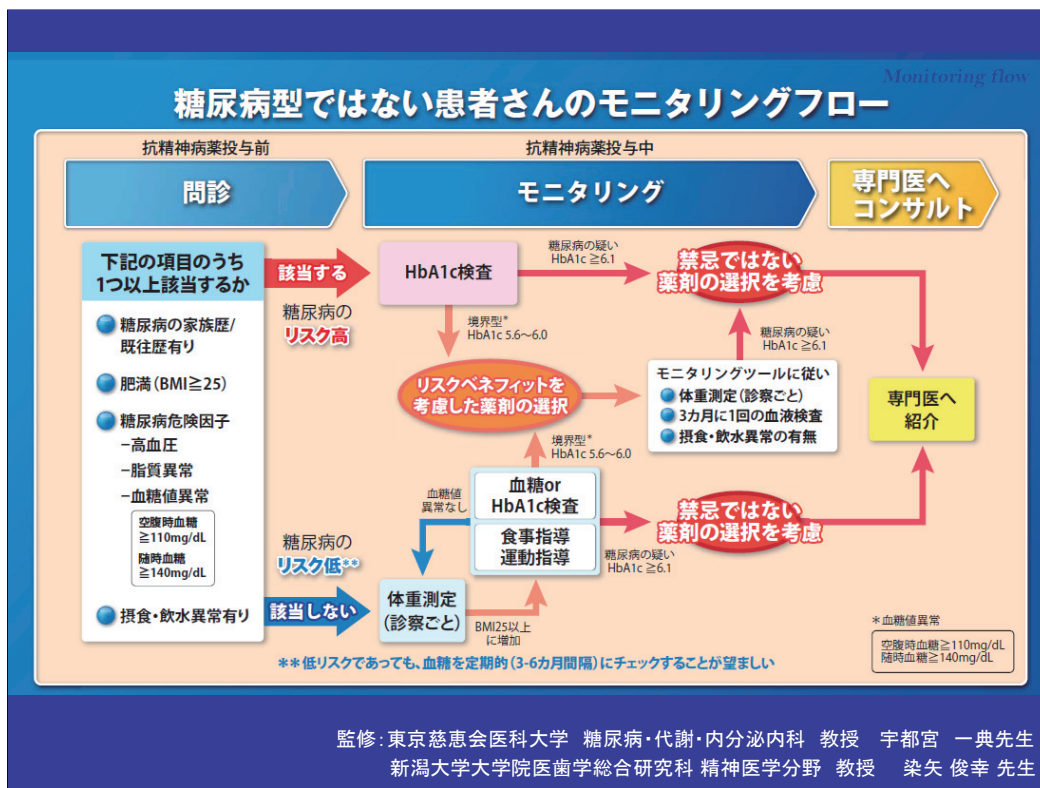 Monitoring flow
糖尿病型ではない患者さんのモニタリングフロー
抗精神病薬投与前
問診
抗精神病薬投与中
モニタリング
専門医へ
コンサルト
下記の項目のうち
1つ以上該当するか
糖尿病の家族歴/
既往歴有り
肥満(BMI≧25)
糖尿病危険因子
−高血圧
−脂質異常
−血糖値異常
空腹時血糖
≧110mg/dL
随時血糖
≧140mg/dL
摂食・飲水異常有り
該当する
糖尿病の
リスク高
HbA1c検査
糖尿病の疑い
HbA1c ≧6.1
禁忌ではない
薬剤の選択を考慮
境界型*
HbA1c 5.6〜6.0
糖尿病の疑い
HbA1c ≧6.1
リスクベネフィットを
考慮した薬剤の選択
モニタリングツールに従い
体重測定(診察ごと)
3カ月に1回の血液検査
摂食・飲水異常の有無
専門医へ
紹介
境界型*
HbA1c 5.6〜6.0
血糖値
異常なし
血糖or
HbA1c検査
食事指導
運動指導
禁忌ではない
薬剤の選択を考慮
糖尿病の疑い
HbA1c ≧6.1
糖尿病の
リスク低**
該当しない
体重測定
(診察ごと)
BMI25以上
に増加
*血糖値異常
空腹時血糖≧110mg/dL
随時血糖≧140mg/dL
**低リスクであっても、血糖を定期的(3-6カ月間隔)にチェックすることが望ましい
監修：東京慈恵会医科大学 糖尿病・代謝・内分泌内科 教授 宇都宮 一典先生
新潟大学大学院医歯学総合研究科 精神医学分野 教授 染矢 俊幸 先生